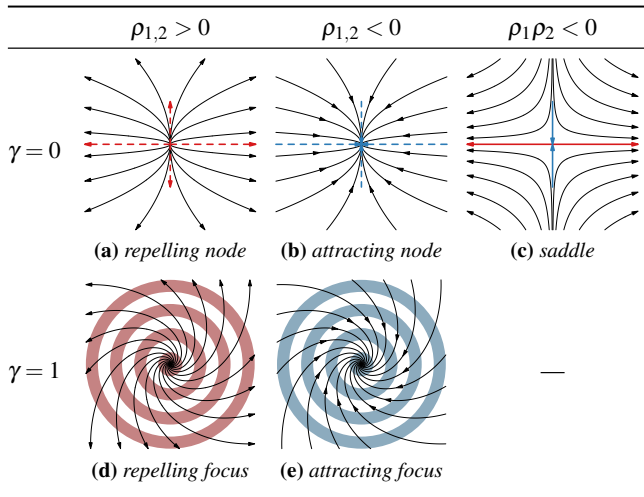 ρ₁,₂ > 0 ρ₁,₂ < 0 ρ₁ρ₂ < 0
γ = 0
(a) repelling node (b) attracting node (c) saddle
γ = 1 —
(d) repelling focus (e) attracting focus